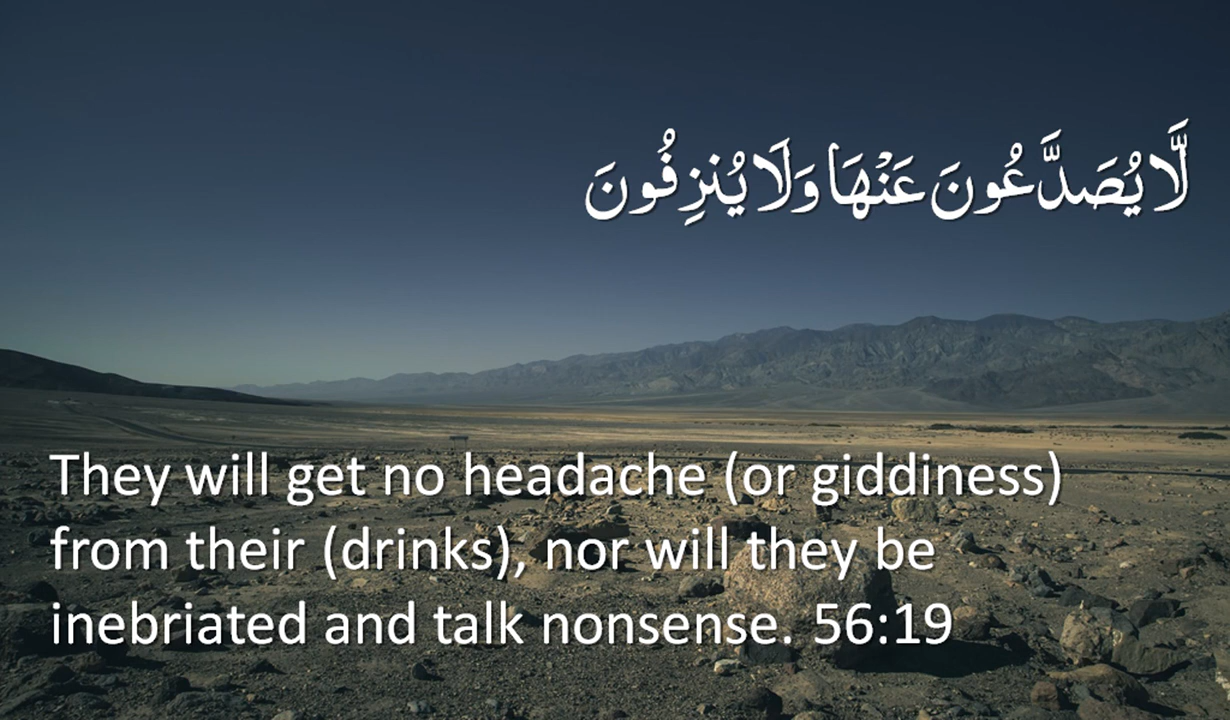 لَّا يُصَدَّعُونَ عَنْهَا وَلَا يُنزِفُونَ
They will get no headache (or giddiness)
from their (drinks), nor will they be
inebriated and talk nonsense. 56:19